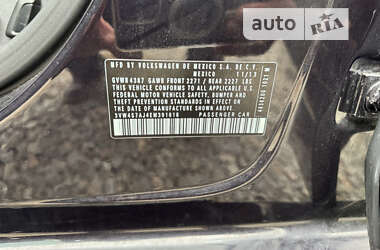 AUTO RIA
MFD BY VOLKSWAGEN DE MEXICO S.A. DE C.V.
MEXICO 11/13
GVWR 4387 GAWR FRONT 2271 / REAR 2227 LBS
THIS VEHICLE CONFORMS TO ALL APPLICABLE U.S.
FEDERAL MOTOR VEHICLE SAFETY, BUMPER AND
THEFT PREVENTION STANDARDS IN EFFECT ON
THE DATE OF MANUFACTURE SHOWN ABOVE.
PASSENGER CAR